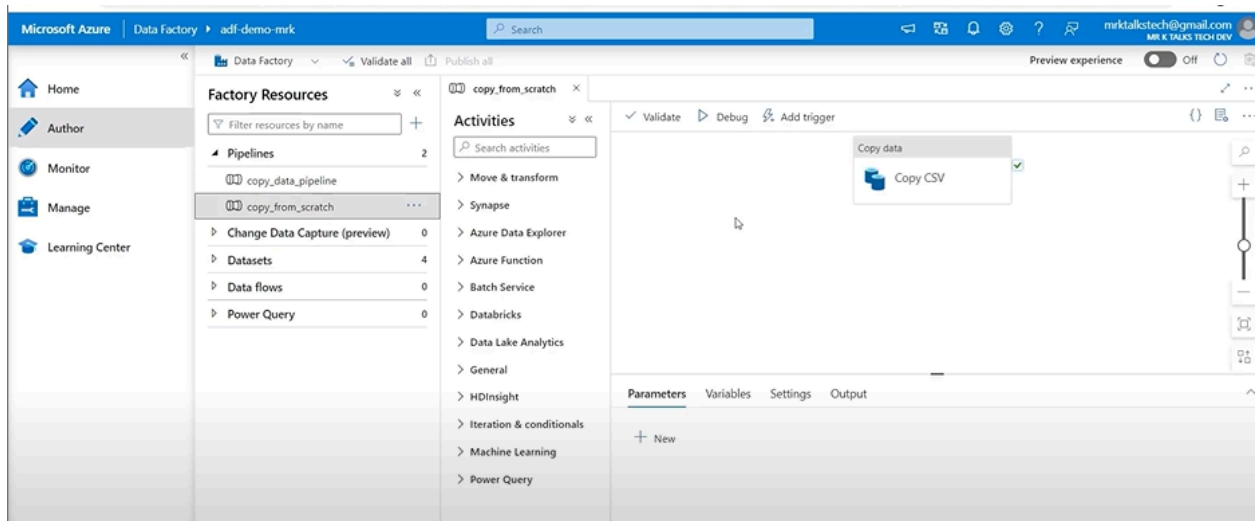 Microsoft Azure | Data Factory ▸ adf-demo-mrk
Search
mrktalkstech@gmail.com
MR K TALKS TECH DEV
Home
Author
Monitor
Manage
Learning Center
Data Factory
Validate all
Publish all
Preview experience
Off
Factory Resources
Filter resources by name
Pipelines 2
copy_data_pipeline
copy_from_scratch ...
Change Data Capture (preview) 0
Datasets 4
Data flows 0
Power Query 0
copy_from_scratch
Activities
Search activities
Move & transform
Synapse
Azure Data Explorer
Azure Function
Batch Service
Databricks
Data Lake Analytics
General
HDInsight
Iteration & conditionals
Machine Learning
Power Query
Validate Debug Add trigger
Copy data
Copy CSV
Parameters Variables Settings Output
New